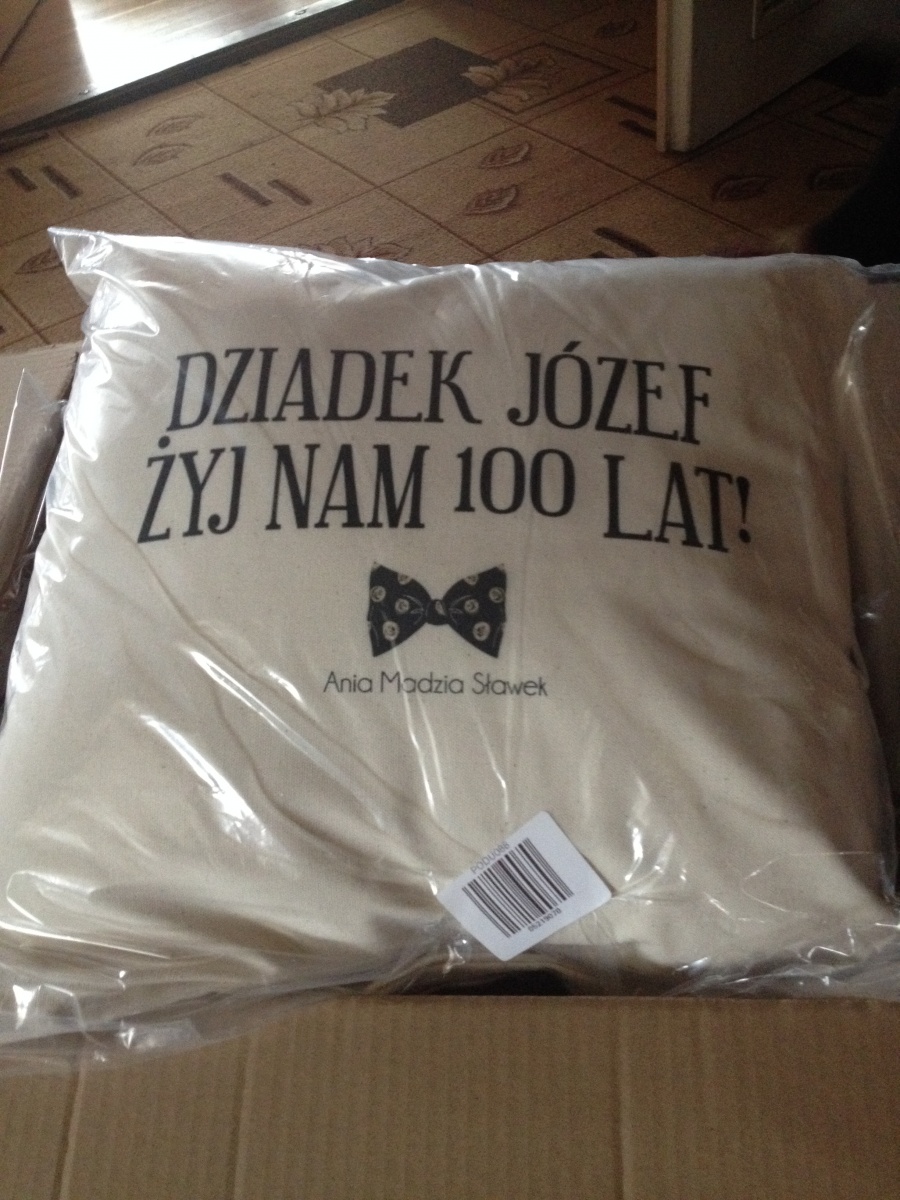 DZIADEK JÓZEF
ŻYJ NAM 100 LAT!
Ania Madzia Sławek